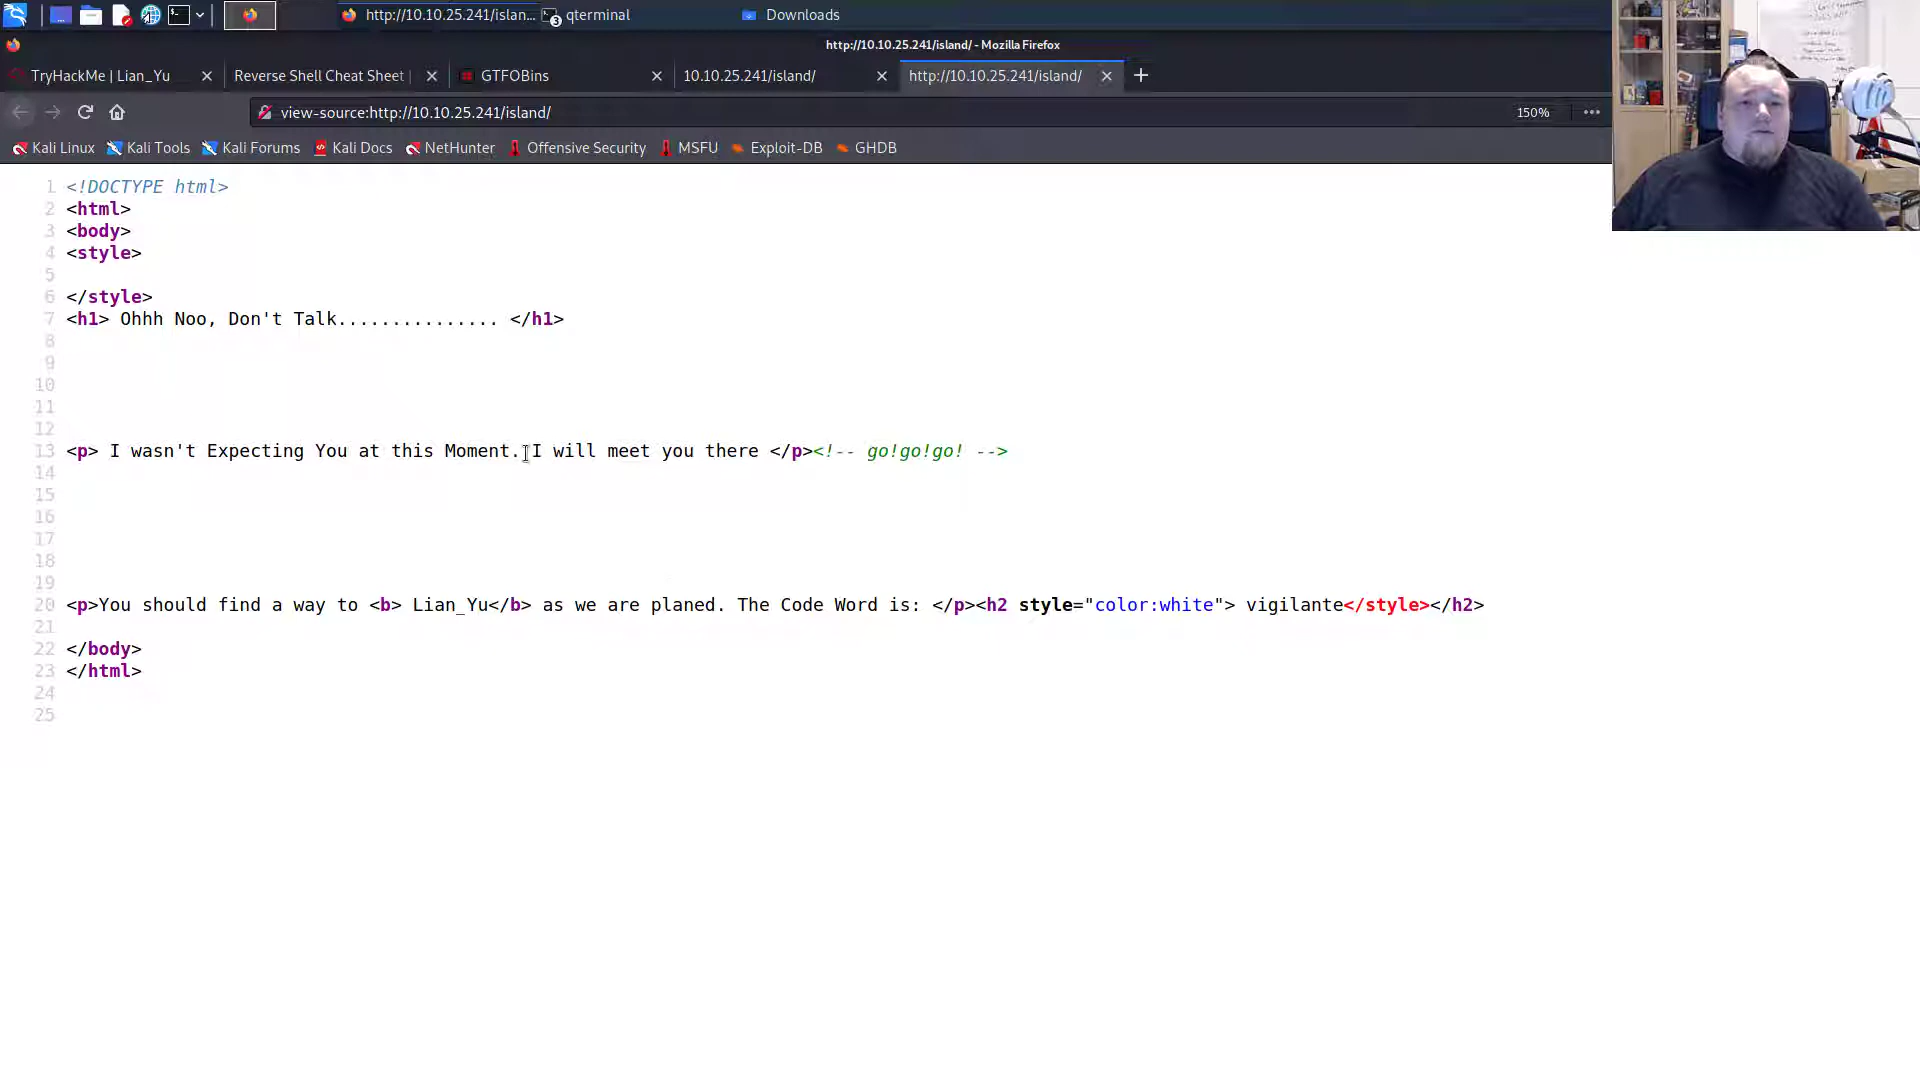 http://10.10.25.241/islan...
3
qterminal
Downloads
http://10.10.25.241/island/ - Mozilla Firefox
TryHackMe | Lian_Yu
Reverse Shell Cheat Sheet |
GTFOBins
10.10.25.241/island/
http://10.10.25.241/island/
view-source:http://10.10.25.241/island/
150%
Kali Linux
Kali Tools
Kali Forums
Kali Docs
NetHunter
Offensive Security
MSFU
Exploit-DB
GHDB
1 <!DOCTYPE html>
2 <html>
3 <body>
4 <style>
5
6 </style>
7 <h1> Ohhh Noo, Don't Talk............... </h1>
8
9
10
11
12
13 <p> I wasn't Expecting You at this Moment. I will meet you there </p><!-- go!go!go! -->
14
15
16
17
18
19
20 <p>You should find a way to <b> Lian_Yu</b> as we are planed. The Code Word is: </p><h2 style="color:white"> vigilante</style></h2>
21
22 </body>
23 </html>
24
25